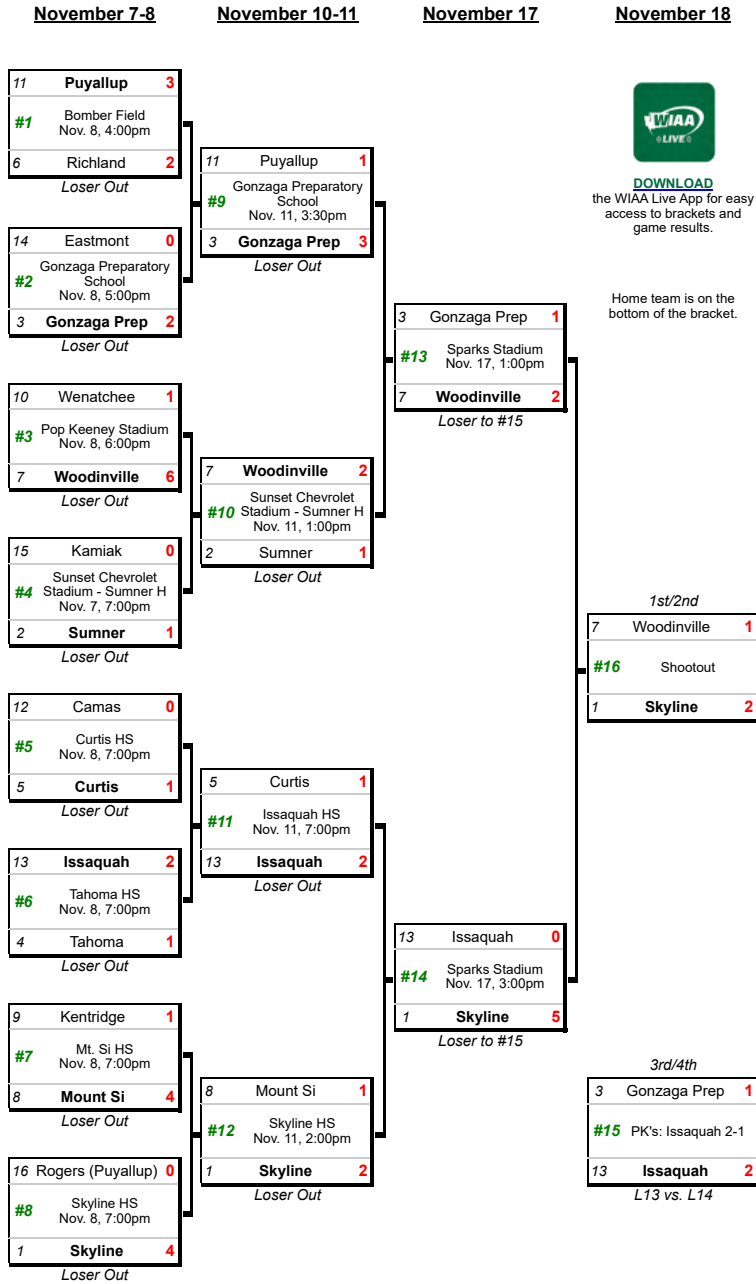 November 7-8
November 10-11
November 17
November 18
11 Puyallup 3
#1 Bomber Field
Nov. 8, 4:00pm
6 Richland 2
Loser Out
14 Eastmont 0
Gonzaga Preparatory
#2 School
Nov. 8, 5:00pm
3 Gonzaga Prep 2
Loser Out
10 Wenatchee 1
#3 Pop Keeney Stadium
Nov. 8, 6:00pm
7 Woodinville 6
Loser Out
15 Kamiak 0
Sunset Chevrolet
#4 Stadium - Sumner H
Nov. 7, 7:00pm
2 Sumner 1
Loser Out
12 Camas 0
#5 Curtis HS
Nov. 8, 7:00pm
5 Curtis 1
Loser Out
13 Issaquah 2
#6 Tahoma HS
Nov. 8, 7:00pm
4 Tahoma 1
Loser Out
9 Kentridge 1
#7 Mt. Si HS
Nov. 8, 7:00pm
8 Mount Si 4
Loser Out
16 Rogers (Puyallup) 0
#8 Skyline HS
Nov. 8, 7:00pm
1 Skyline 4
Loser Out
11 Puyallup 1
Gonzaga Preparatory
#9 School
Nov. 11, 3:30pm
3 Gonzaga Prep 3
Loser Out
7 Woodinville 2
Sunset Chevrolet
#10 Stadium - Sumner H
Nov. 11, 1:00pm
2 Sumner 1
Loser Out
5 Curtis 1
#11 Issaquah HS
Nov. 11, 7:00pm
13 Issaquah 2
Loser Out
8 Mount Si 1
#12 Skyline HS
Nov. 11, 2:00pm
1 Skyline 2
Loser Out
3 Gonzaga Prep 1
#13 Sparks Stadium
Nov. 17, 1:00pm
7 Woodinville 2
Loser to #15
13 Issaquah 0
#14 Sparks Stadium
Nov. 17, 3:00pm
1 Skyline 5
Loser to #15
WIAA
LIVE
DOWNLOAD
the WIAA Live App for easy
access to brackets and
game results.
Home team is on the
bottom of the bracket.
1st/2nd
7 Woodinville 1
#16 Shootout
1 Skyline 2
3rd/4th
3 Gonzaga Prep 1
#15 PK's: Issaquah 2-1
13 Issaquah 2
L13 vs. L14